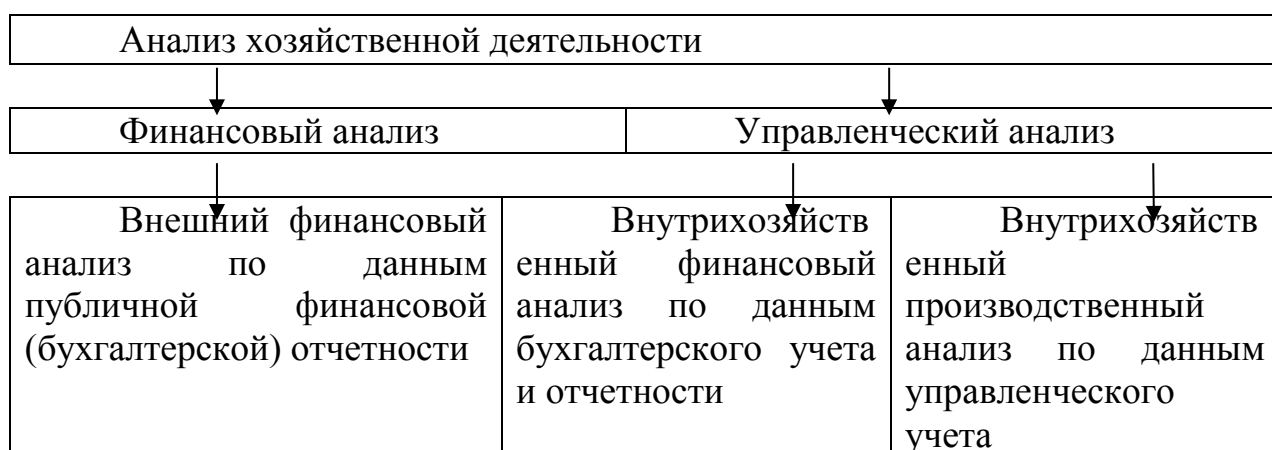 Анализ хозяйственной деятельности
Финансовый анализ
Управленческий анализ
Внешний финансовый
анализ по данным
публичной финансовой
(бухгалтерской) отчетности
Внутрихозяйств
енный финансовый
анализ по данным
бухгалтерского учета
и отчетности
Внутрихозяйств
енный
производственный
анализ по данным
управленческого
учета